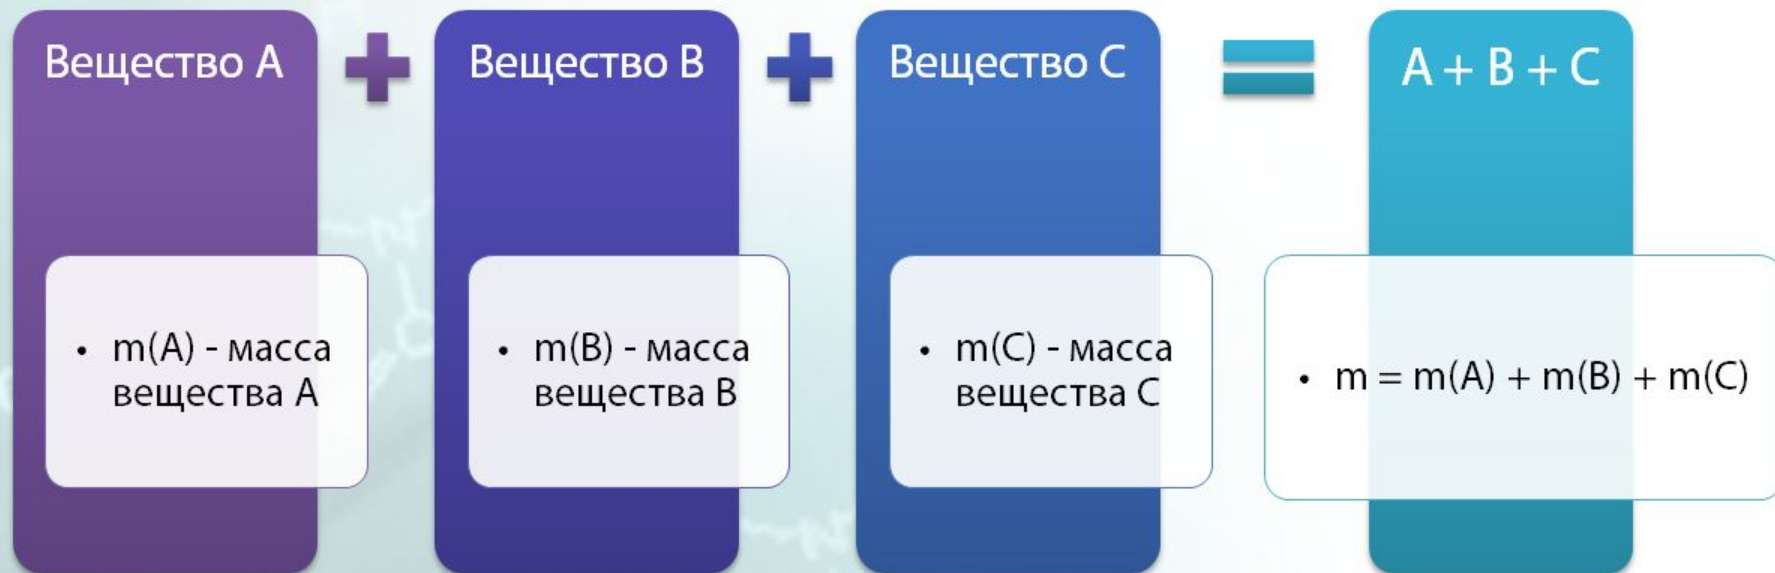 Вещество А
+
Вещество В
+
Вещество С
=
А + В + С
• m(A) - масса
вещества А
• m(B) - масса
вещества В
• m(C) - масса
вещества С
• m = m(A) + m(B) + m(C)